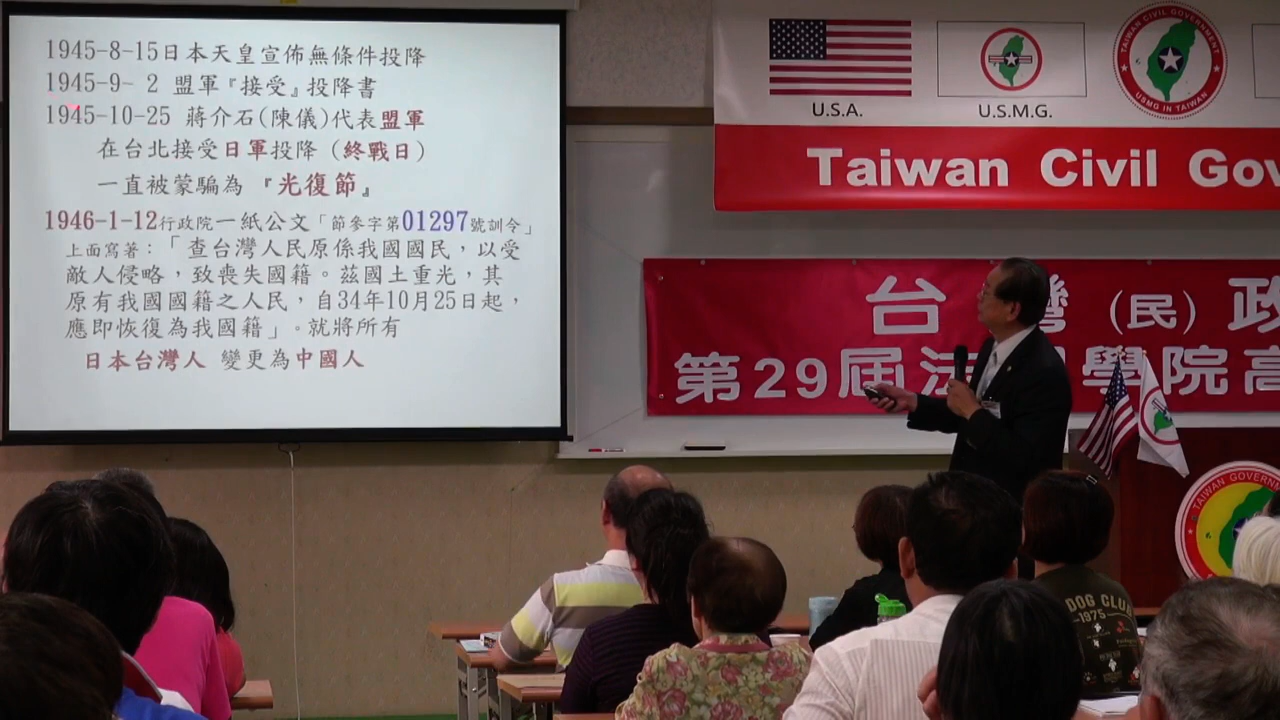 1945-8-15日本天皇宣佈無條件投降
1945-9- 2 盟軍『接受』投降書
1945-10-25 蔣介石(陳儀)代表盟軍
在台北接受日軍投降 (終戰日)
一直被蒙騙為 『光復節』
1946-1-12行政院一紙公文「節參字第01297號訓令」
上面寫著:「 查台灣人民原係我國國民,以受
敵人侵略,致喪失國籍。茲國土重光,其
原有我國國籍之人民,自34年10月25日起,
應即恢復為我國籍」。就將所有
日本台灣人 變更為中國人
U.S.A.
U.S.M.G.
TAIWAN CIVIL GOVERNMENT
USMG IN TAIWAN
Taiwan Civil Gov
台灣(民)政
第29屆法 學院高
TAIWAN GOVERNMEN
DOG CLUB
-1975-